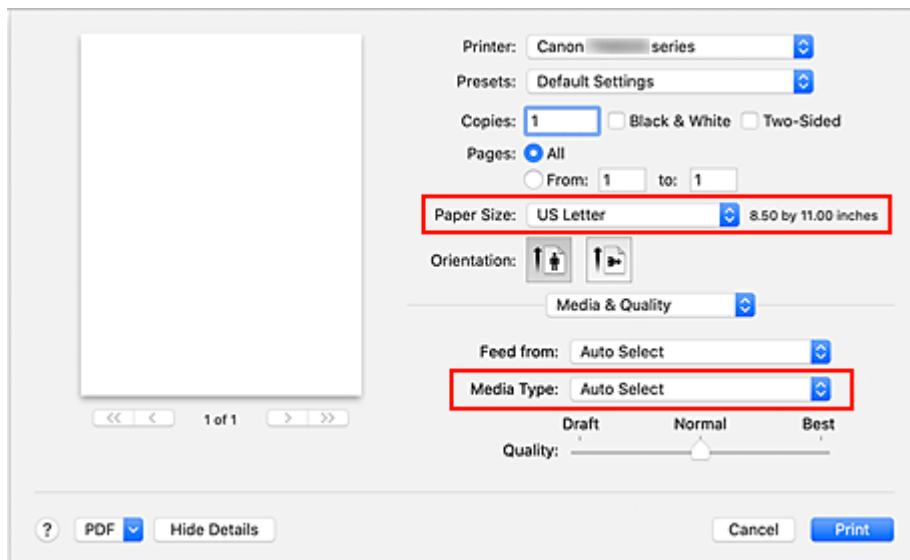 Printer: Canon series
Presets: Default Settings
Copies: 1 Black & White Two-Sided
Pages: All
From: 1 to: 1
Paper Size: US Letter 8.50 by 11.00 inches
Orientation:
Media & Quality
Feed from: Auto Select
Media Type: Auto Select
<< < 1 of 1 > >>
Draft Normal Best
Quality:
? PDF Hide Details Cancel Print